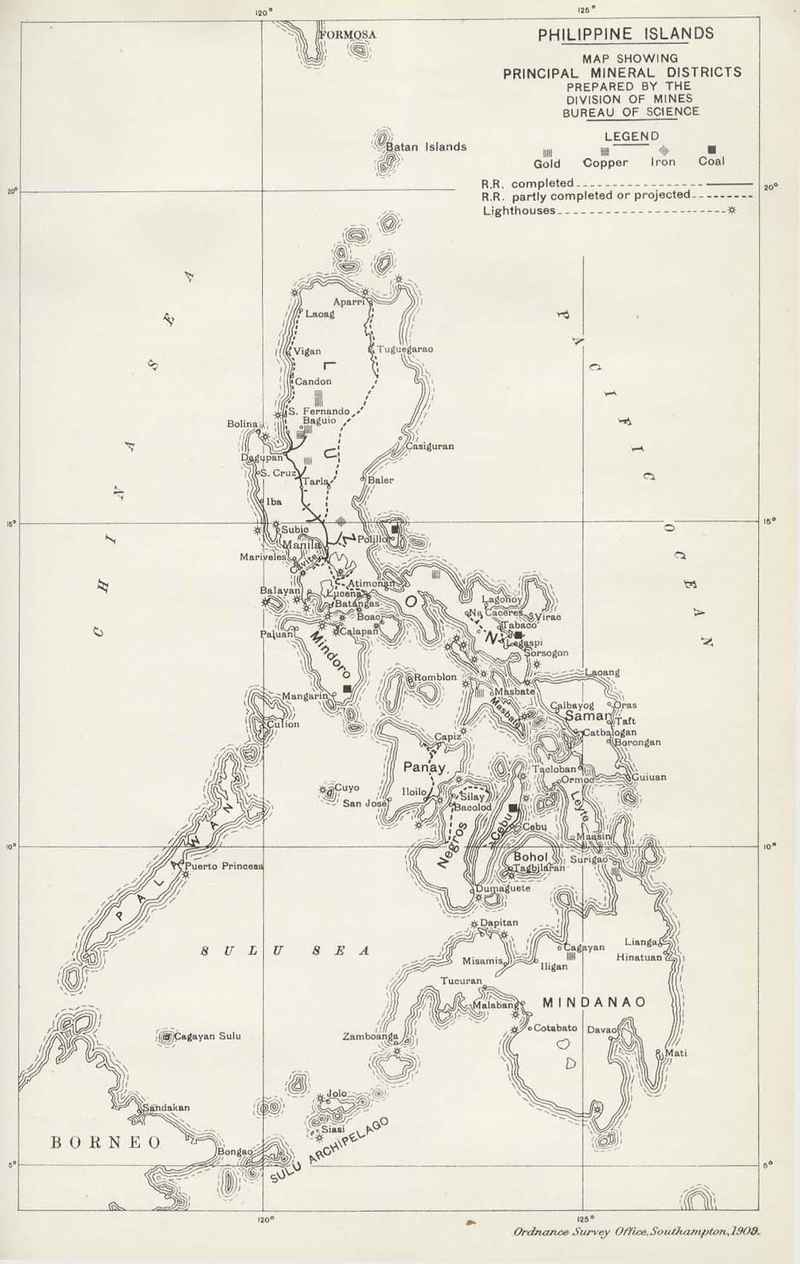 120°
125°
FORMOSA
PHILIPPINE ISLANDS
MAP SHOWING
PRINCIPAL MINERAL DISTRICTS
PREPARED BY THE
DIVISION OF MINES
BUREAU OF SCIENCE
LEGEND
Gold Copper Iron Coal
R.R. completed
R.R. partly completed or projected
Lighthouses
Batan Islands
20°
20°
CHINA SEA
PACIFIC OCEAN
Aparri
Laoag
Vigan
Tuguegarao
Candon
S. Fernando
Baguio
Bolinao
Dagupan
Casiguran
S. Cruz
Tarlac
Baler
Iba
LUZON
15°
15°
Subig
Manila
Polillo
Mariveles
Cavite
Atimonan
Balayan
Lucena
Batangas
Lagonoy
Na. Caceres
Virac
Tabaco
Boac
Calapan
Paluan
Legaspi
Sorsogon
Mindoro
Romblon
Laoang
Mangarin
Masbate
Masbate
Calbayog
Oras
Samar
Taft
Culion
Catbalogan
Borongan
Capiz
Panay
Tacloban
Ormoc
Guiuan
Cuyo
Iloilo
San José
Silay
Bacolod
Leyte
Cebu
Cebu
Negros
Maasin
10°
10°
Bohol
Surigao
Tagbilaran
Puerto Princesa
PALAWAN
Dumaguete
Dapitan
SULU SEA
Cagayan
Lianga
Hinatuan
Misamis
Iligan
Tucuran
Malabang
MINDANAO
Cagayan Sulu
Zamboanga
Cotabato
Davao
Mati
Jolo
Sandakan
Siasi
BORNEO
Bongao
SULU ARCHIPELAGO
5°
5°
120°
125°
Ordnance Survey Office, Southampton, 1909.